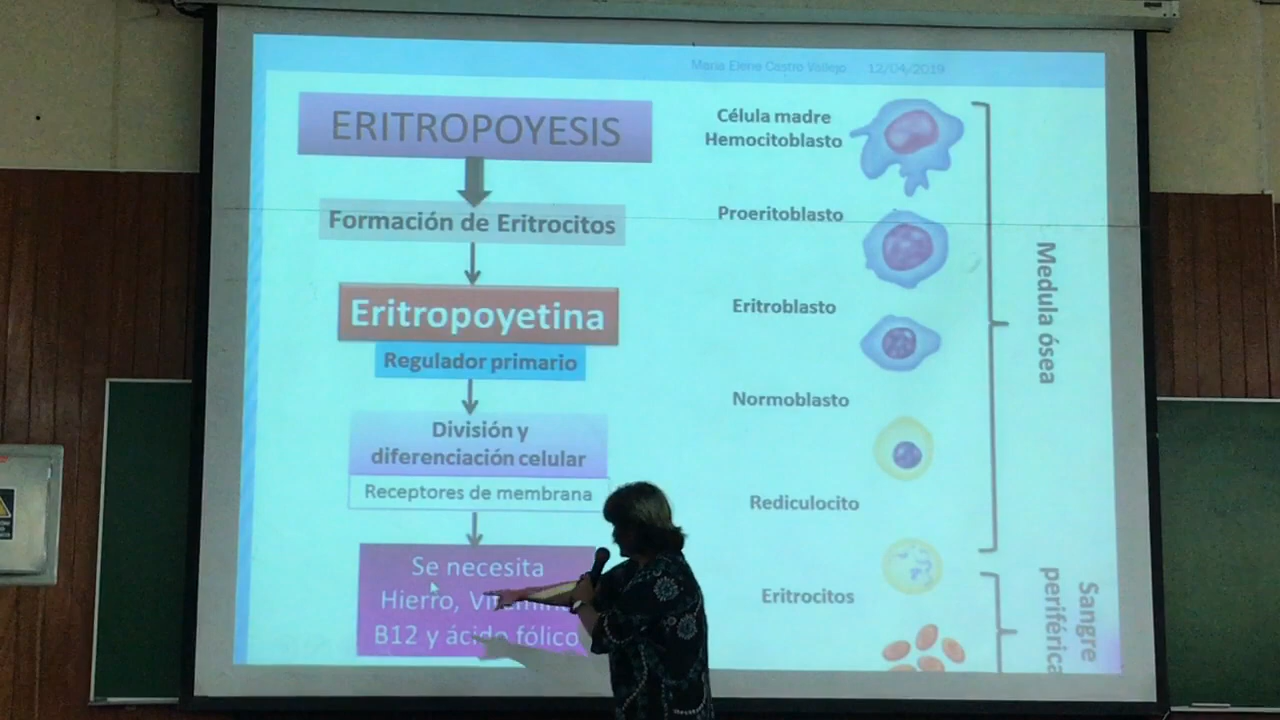 María Elena Castro Vallejo 12/04/2019
ERITROPOYESIS
Formación de Eritrocitos
Eritropoyetina
Regulador primario
División y
diferenciación celular
Receptores de membrana
Se necesita
Hierro, Vitamina
B12 y ácido fólico
Célula madre
Hemocitoblasto
Proeritoblasto
Eritroblasto
Normoblasto
Rediculocito
Eritrocitos
Medula ósea
Sangre
periférica